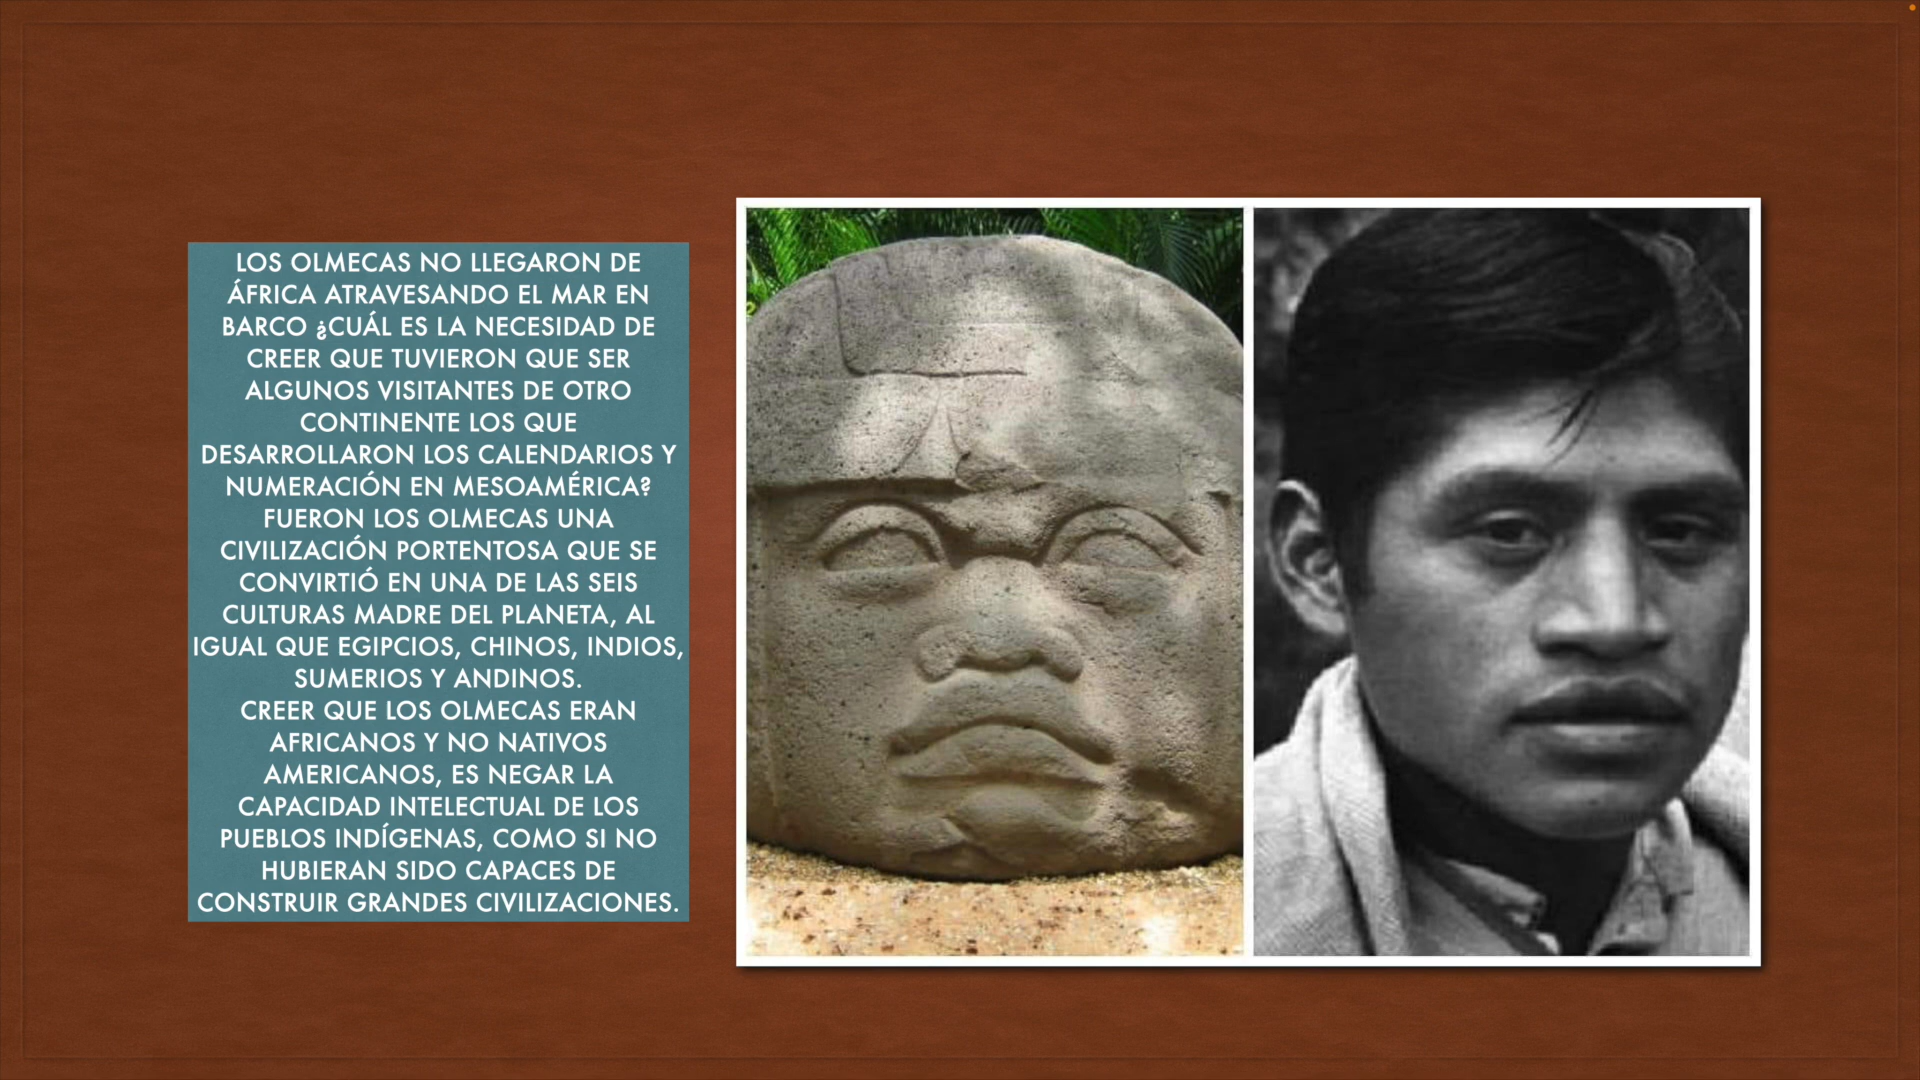 LOS OLMECAS NO LLEGARON DE
ÁFRICA ATRAVESANDO EL MAR EN
BARCO ¿CUÁL ES LA NECESIDAD DE
CREER QUE TUVIERON QUE SER
ALGUNOS VISITANTES DE OTRO
CONTINENTE LOS QUE
DESARROLLARON LOS CALENDARIOS Y
NUMERACIÓN EN MESOAMÉRICA?
FUERON LOS OLMECAS UNA
CIVILIZACIÓN PORTENTOSA QUE SE
CONVIRTIÓ EN UNA DE LAS SEIS
CULTURAS MADRE DEL PLANETA, AL
IGUAL QUE EGIPCIOS, CHINOS, INDIOS,
SUMERIOS Y ANDINOS.
CREER QUE LOS OLMECAS ERAN
AFRICANOS Y NO NATIVOS
AMERICANOS, ES NEGAR LA
CAPACIDAD INTELECTUAL DE LOS
PUEBLOS INDÍGENAS, COMO SI NO
HUBIERAN SIDO CAPACES DE
CONSTRUIR GRANDES CIVILIZACIONES.